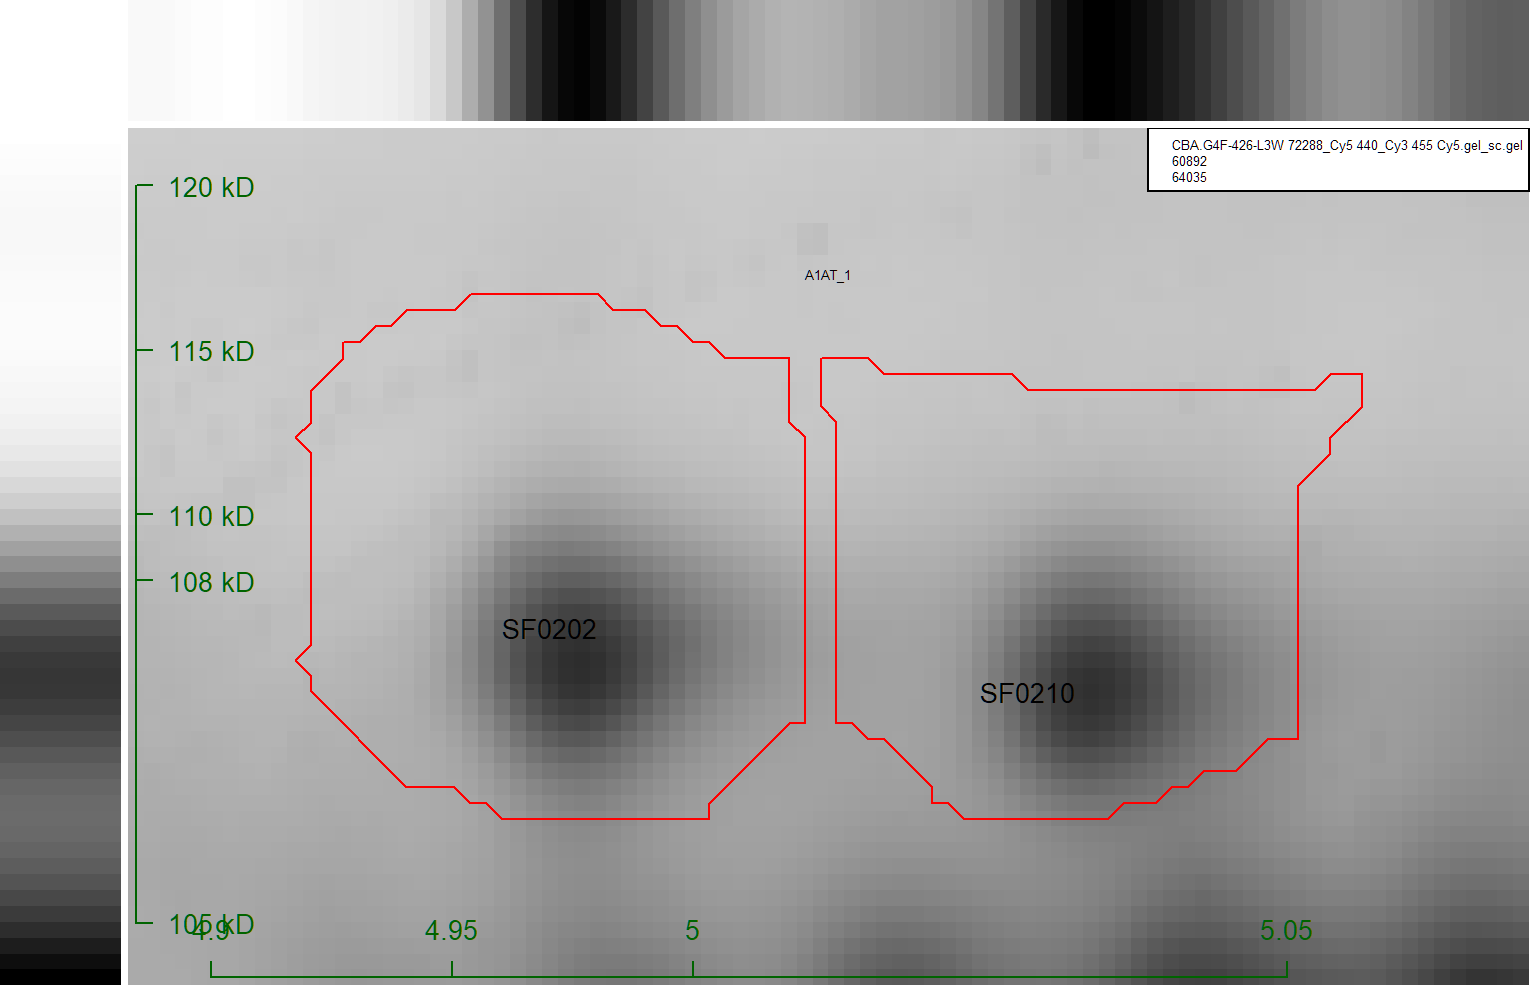 CBA.G4F-426-L3W 72288_Cy5 440_Cy3 455 Cy5.gel_sc.gel
60892
64035
120 kD
A1AT_1
115 kD
110 kD
108 kD
SF0202
SF0210
105 kD
4.9
4.95
5
5.05